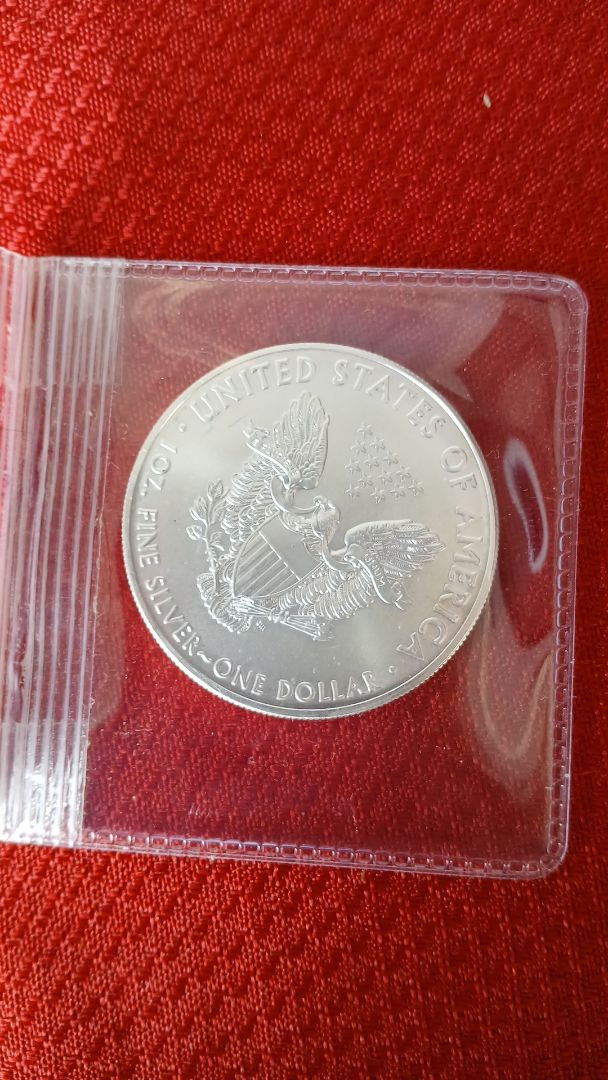 UNITED STATES OF AMERICA
1 OZ. FINE SILVER~ONE DOLLAR